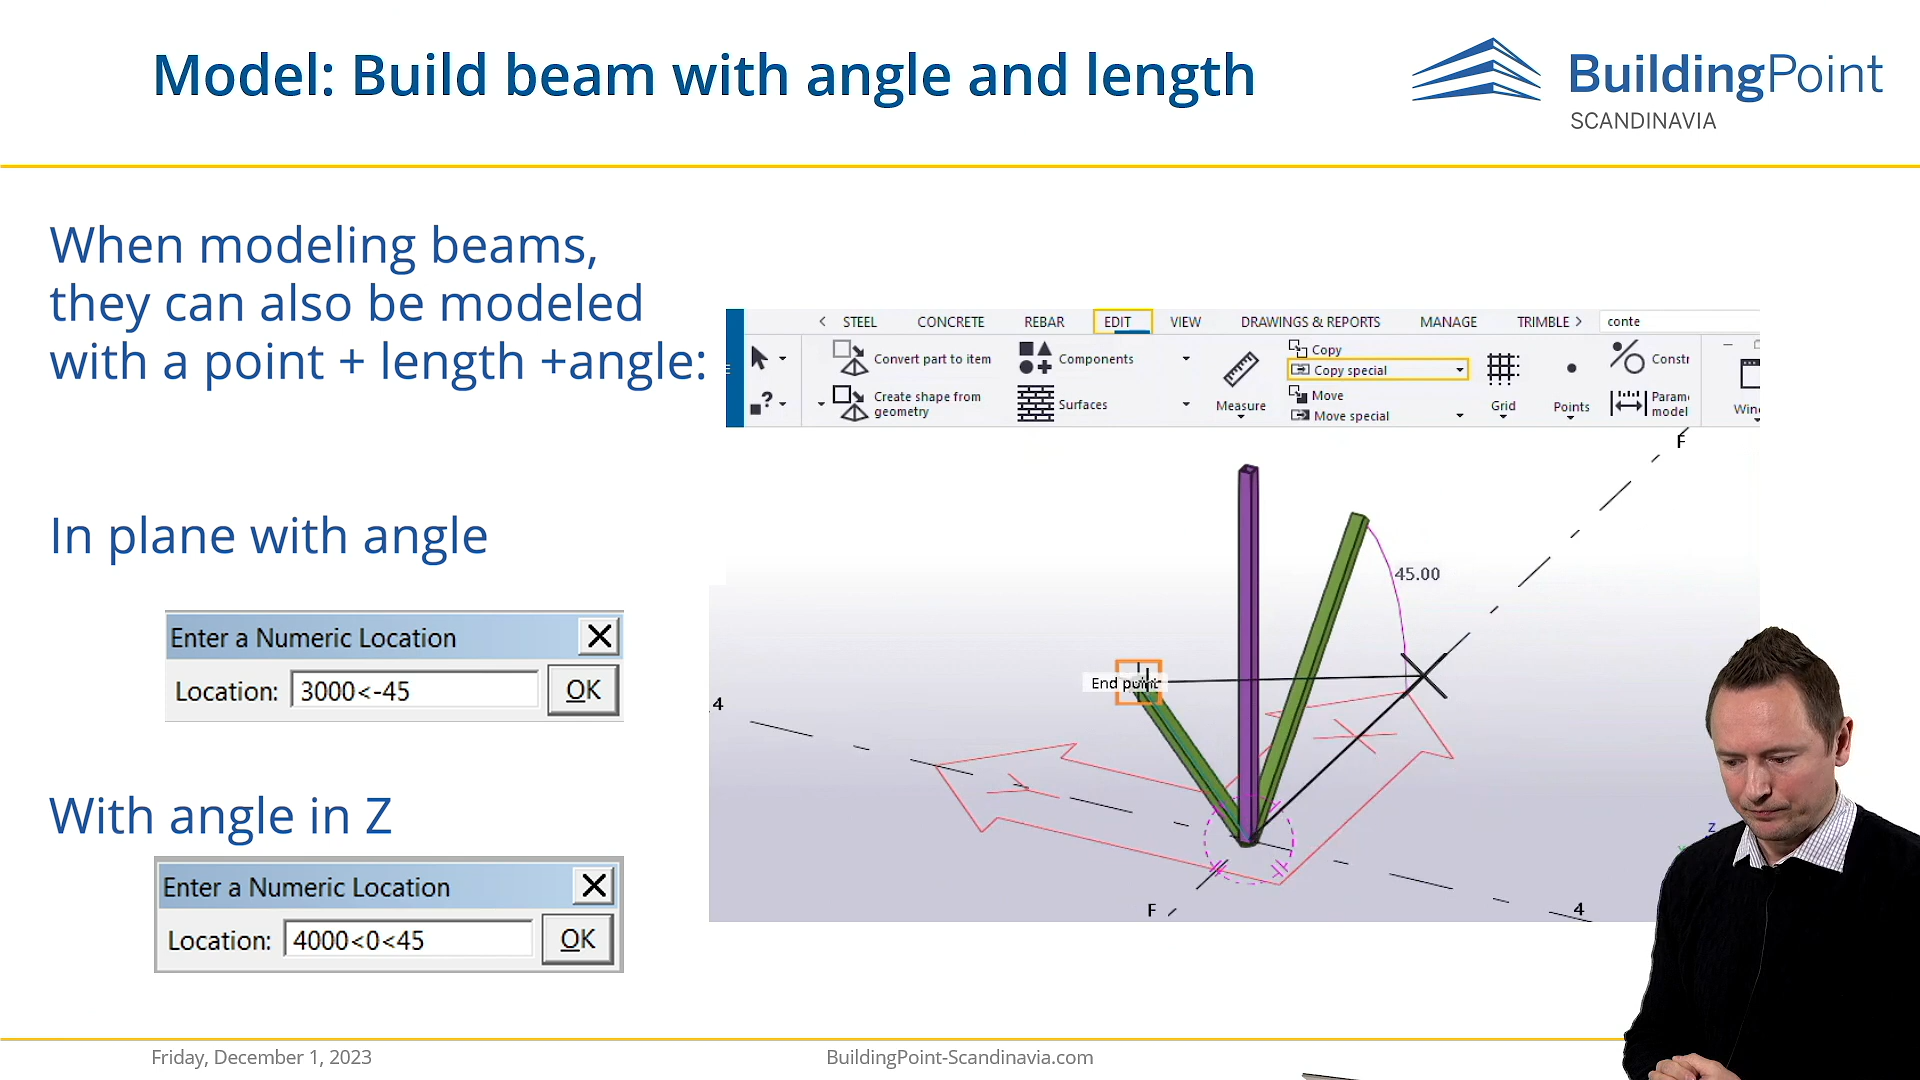 Model: Build beam with angle and length
BuildingPoint
SCANDINAVIA
When modeling beams,
they can also be modeled
with a point + length +angle:
In plane with angle
Enter a Numeric Location
Location: 3000<-45 OK
With angle in Z
Enter a Numeric Location
Location: 4000<0<45 OK
STEEL CONCRETE REBAR EDIT VIEW DRAWINGS & REPORTS MANAGE TRIMBLE conte
Convert part to item
Create shape from
geometry
Components
Surfaces
Measure
Copy
Copy special
Move
Move special
Grid
Points
Constr
Param
model
Win
F
45.00
End point
4
Z
F
4
Friday, December 1, 2023
BuildingPoint-Scandinavia.com